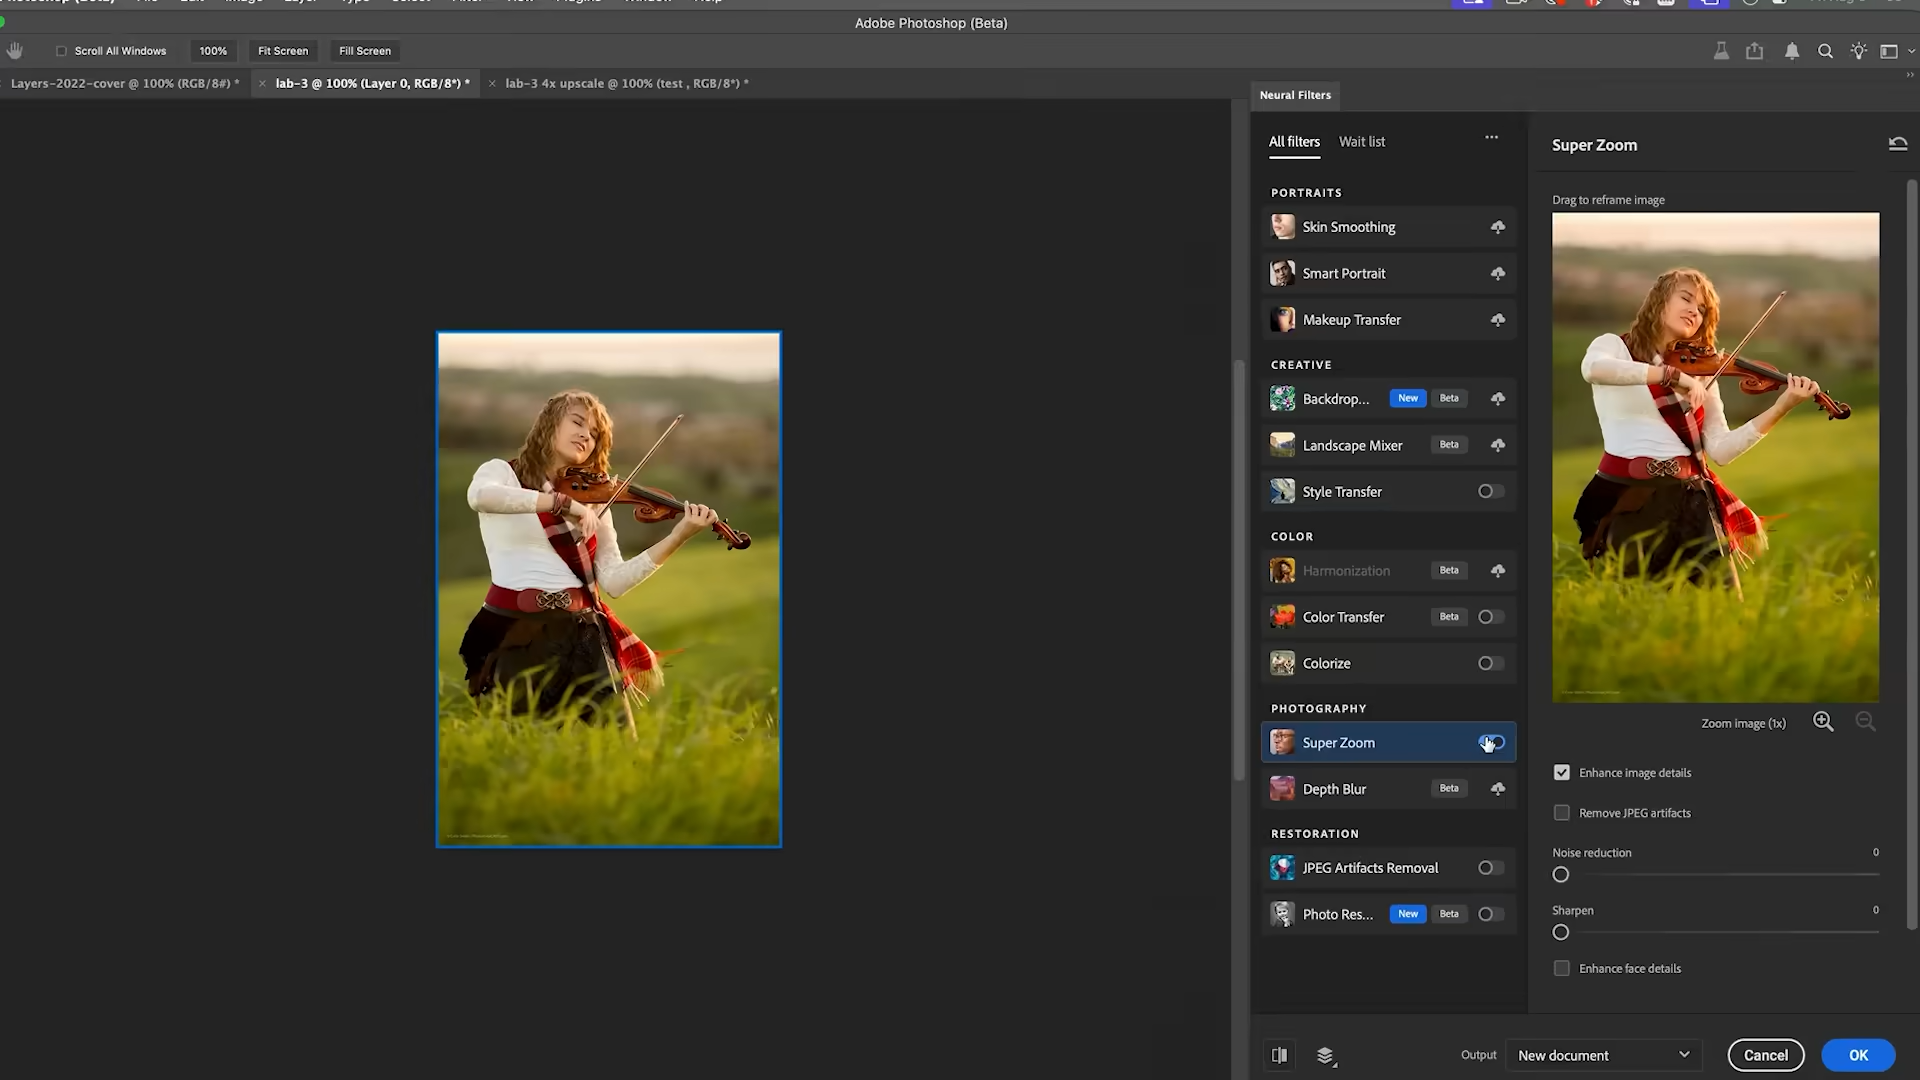 Adobe Photoshop (Beta)
Scroll All Windows
100%
Fit Screen
Fill Screen
Layers-2022-cover @ 100% (RGB/8#) *
× lab-3 @ 100% (Layer 0, RGB/8*) *
× lab-3 4x upscale @ 100% (test , RGB/8*) *
Neural Filters
All filters
Wait list
PORTRAITS
Skin Smoothing
Smart Portrait
Makeup Transfer
CREATIVE
Backdrop... New Beta
Landscape Mixer Beta
Style Transfer
COLOR
Harmonization Beta
Color Transfer Beta
Colorize
PHOTOGRAPHY
Super Zoom
Depth Blur Beta
RESTORATION
JPEG Artifacts Removal
Photo Res... New Beta
Super Zoom
Drag to reframe image
Zoom image (1x)
Enhance image details
Remove JPEG artifacts
Noise reduction 0
Sharpen 0
Enhance face details
Output New document
Cancel
OK